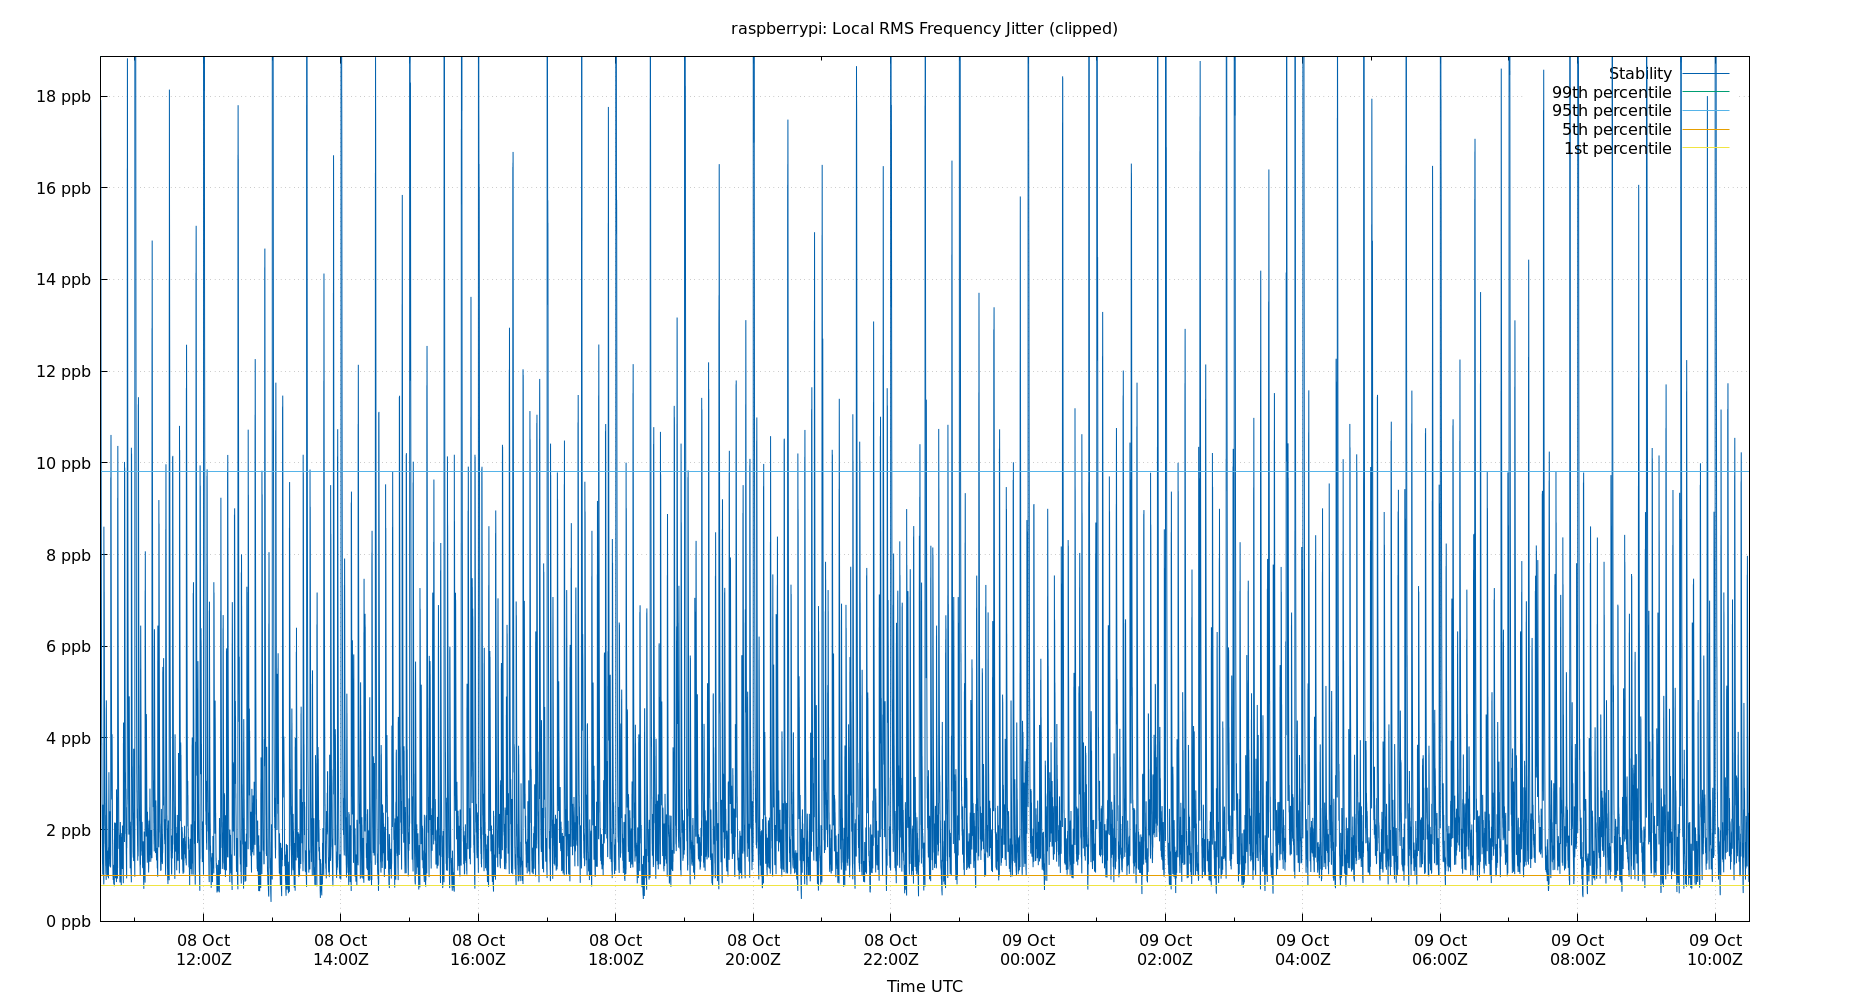 raspberrypi: Local RMS Frequency Jitter (clipped)
Stability
99th percentile
95th percentile
5th percentile
1st percentile
18 ppb
16 ppb
14 ppb
12 ppb
10 ppb
8 ppb
6 ppb
4 ppb
2 ppb
0 ppb
08 Oct 08 Oct 08 Oct 08 Oct 08 Oct 08 Oct 09 Oct 09 Oct 09 Oct 09 Oct 09 Oct 09 Oct
12:00Z 14:00Z 16:00Z 18:00Z 20:00Z 22:00Z 00:00Z 02:00Z 04:00Z 06:00Z 08:00Z 10:00Z
Time UTC